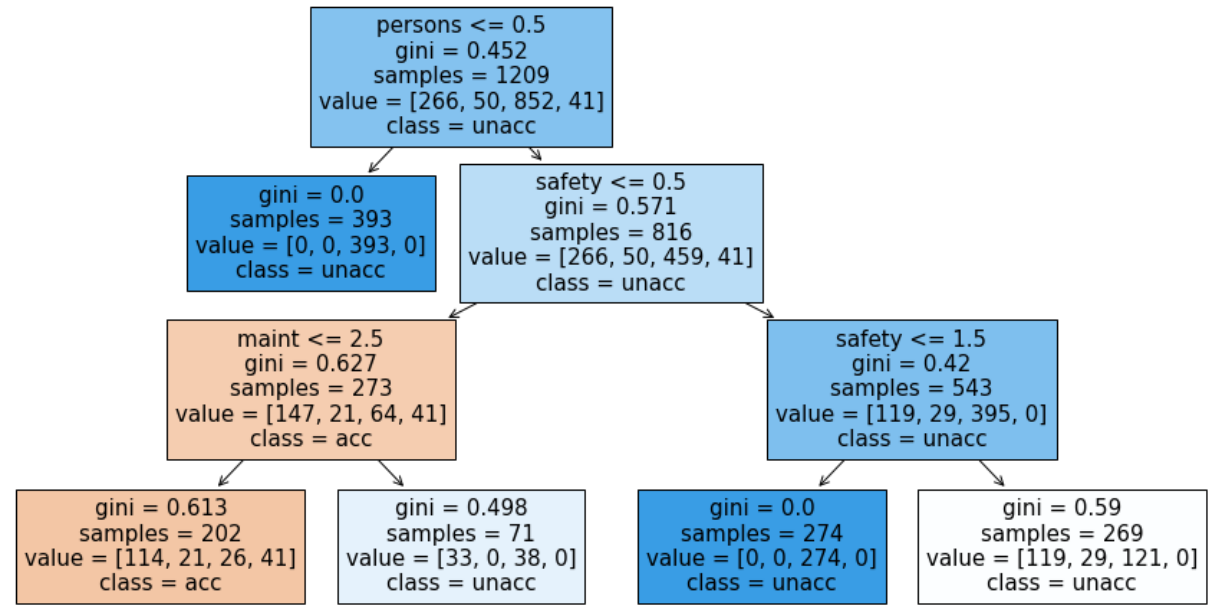 persons <= 0.5
gini = 0.452
samples = 1209
value = [266, 50, 852, 41]
class = unacc
gini = 0.0
samples = 393
value = [0, 0, 393, 0]
class = unacc
safety <= 0.5
gini = 0.571
samples = 816
value = [266, 50, 459, 41]
class = unacc
maint <= 2.5
gini = 0.627
samples = 273
value = [147, 21, 64, 41]
class = acc
safety <= 1.5
gini = 0.42
samples = 543
value = [119, 29, 395, 0]
class = unacc
gini = 0.613
samples = 202
value = [114, 21, 26, 41]
class = acc
gini = 0.498
samples = 71
value = [33, 0, 38, 0]
class = unacc
gini = 0.0
samples = 274
value = [0, 0, 274, 0]
class = unacc
gini = 0.59
samples = 269
value = [119, 29, 121, 0]
class = unacc